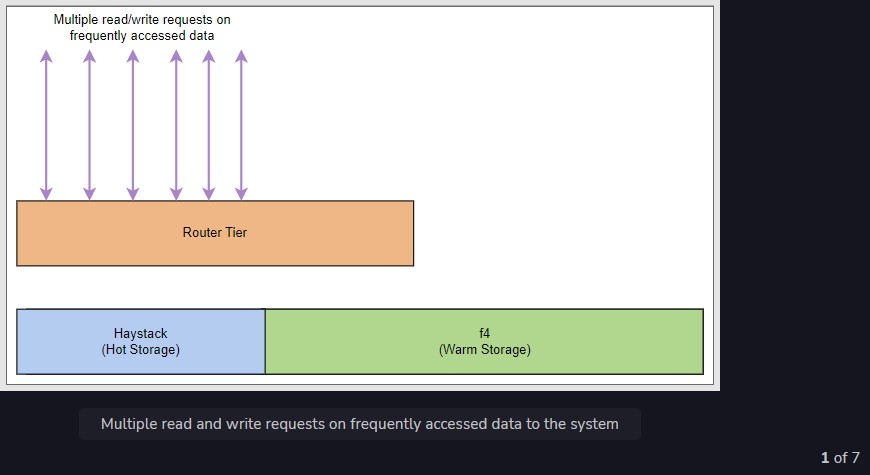 Multiple read/write requests on
frequently accessed data
Router Tier
Haystack
(Hot Storage)
f4
(Warm Storage)
Multiple read and write requests on frequently accessed data to the system
1 of 7